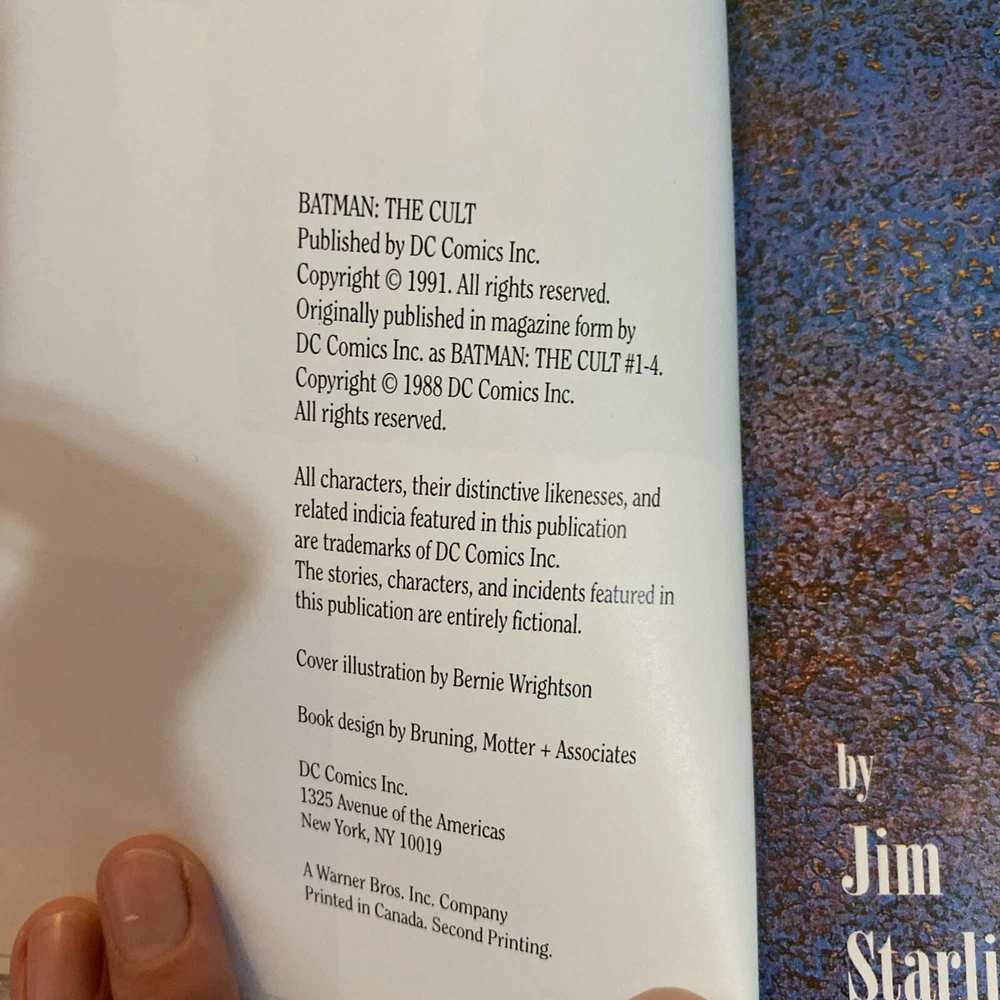 BATMAN: THE CULT
Published by DC Comics Inc.
Copyright © 1991. All rights reserved.
Originally published in magazine form by
DC Comics Inc. as BATMAN: THE CULT #1-4.
Copyright © 1988 DC Comics Inc.
All rights reserved.
All characters, their distinctive likenesses, and
related indicia featured in this publication
are trademarks of DC Comics Inc.
The stories, characters, and incidents featured in
this publication are entirely fictional.
Cover illustration by Bernie Wrightson
Book design by Bruning, Motter + Associates
DC Comics Inc.
1325 Avenue of the Americas
New York, NY 10019
A Warner Bros. Inc. Company
Printed in Canada. Second Printing.
by
Jim
Starli